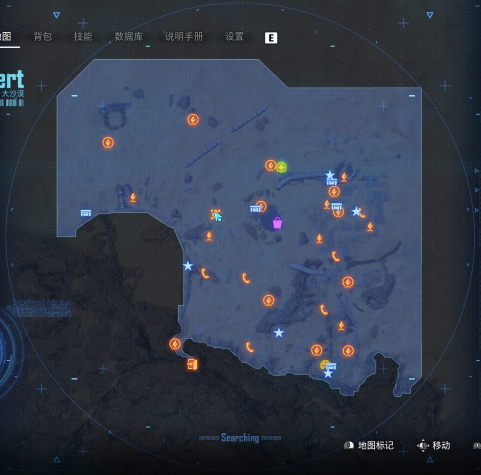 地图 背包 技能 数据库 说明手册 设置 E
ert
大沙漠
Searching
地图标记 移动